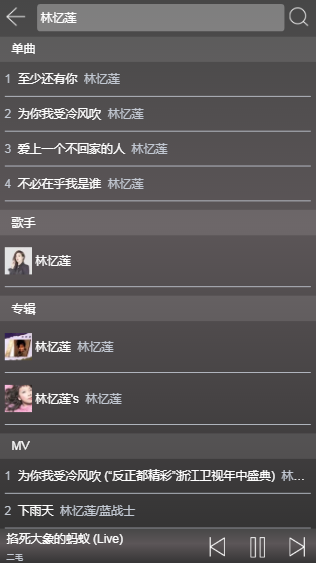 林忆莲
单曲
1 至少还有你 林忆莲
2 为你我受冷风吹 林忆莲
3 爱上一个不回家的人 林忆莲
4 不必在乎我是谁 林忆莲
歌手
林忆莲
专辑
林忆莲 林忆莲
林忆莲's 林忆莲
MV
1 为你我受冷风吹 (“反正都精彩”浙江卫视年中盛典) 林...
2 下雨天 林忆莲/蓝战士
掐死大象的蚂蚁 (Live)
二毛